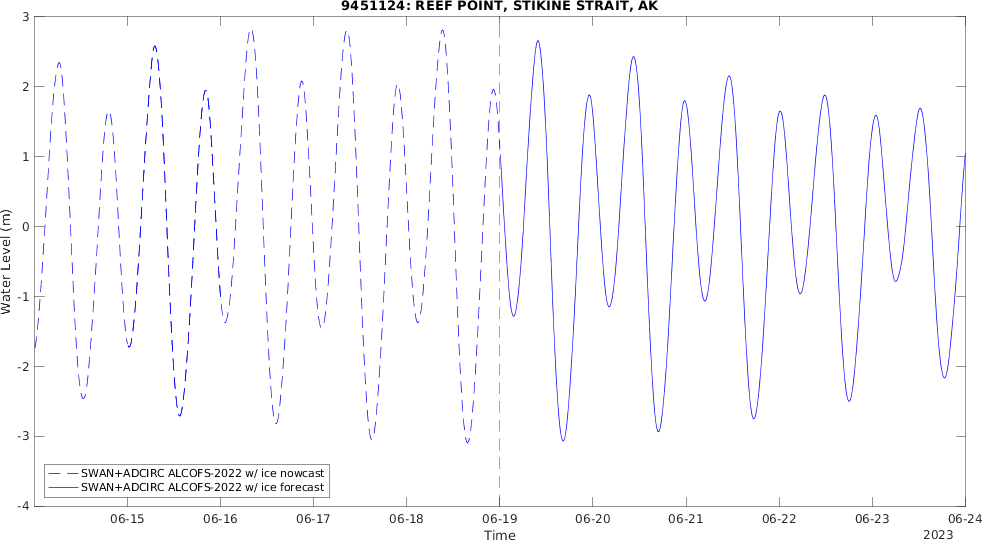 9451124: REEF POINT, STIKINE STRAIT, AK
3
2
1
0
-1
-2
-3
-4
Water Level (m)
SWAN+ADCIRC ALCOFS-2022 w/ ice nowcast
SWAN+ADCIRC ALCOFS-2022 w/ ice forecast
06-15 06-16 06-17 06-18 06-19 06-20 06-21 06-22 06-23 06-24
Time
2023